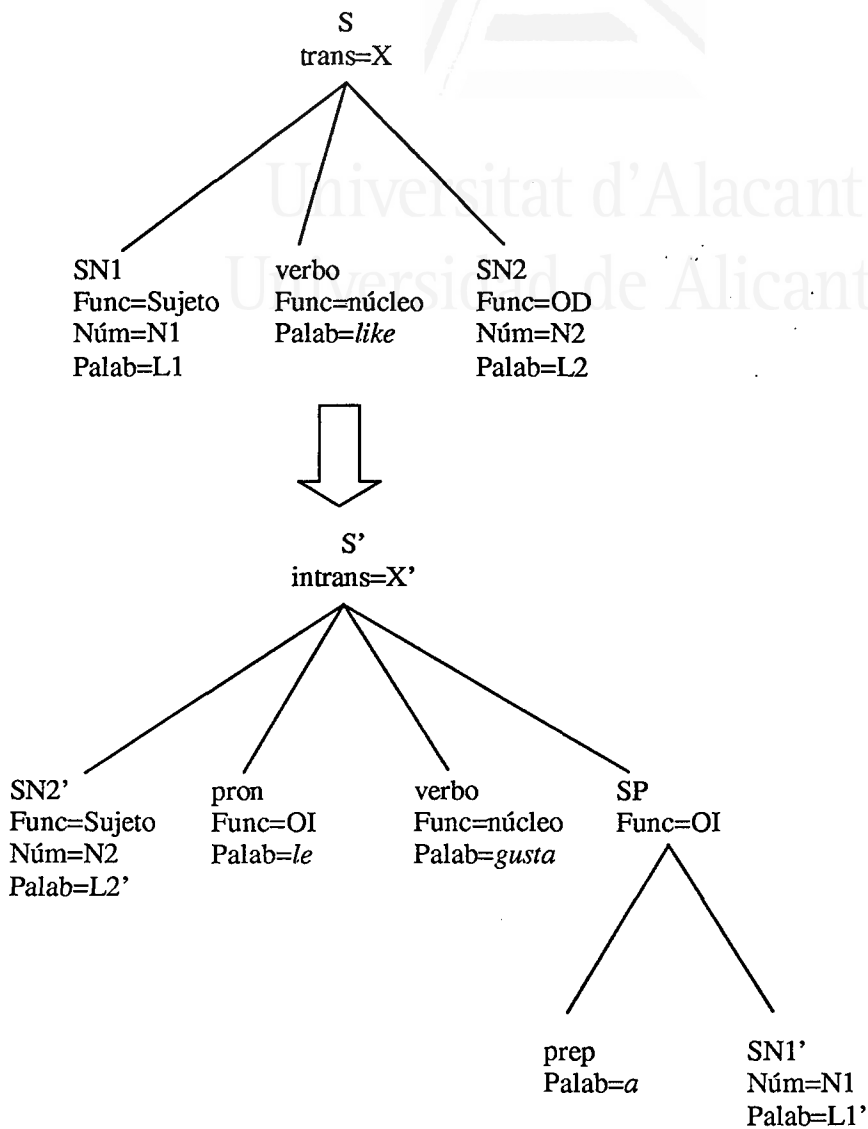 S
trans=X
Universitat d'Alacant
Universidad de Alicante
SN1
Func=Sujeto
Núm=N1
Palab=L1
verbo
Func=núcleo
Palab=like
SN2
Func=OD
Núm=N2
Palab=L2
S’
intrans=X’
SN2’
Func=Sujeto
Núm=N2
Palab=L2’
pron
Func=OI
Palab=le
verbo
Func=núcleo
Palab=gusta
SP
Func=OI
prep
Palab=a
SN1’
Núm=N1
Palab=L1’